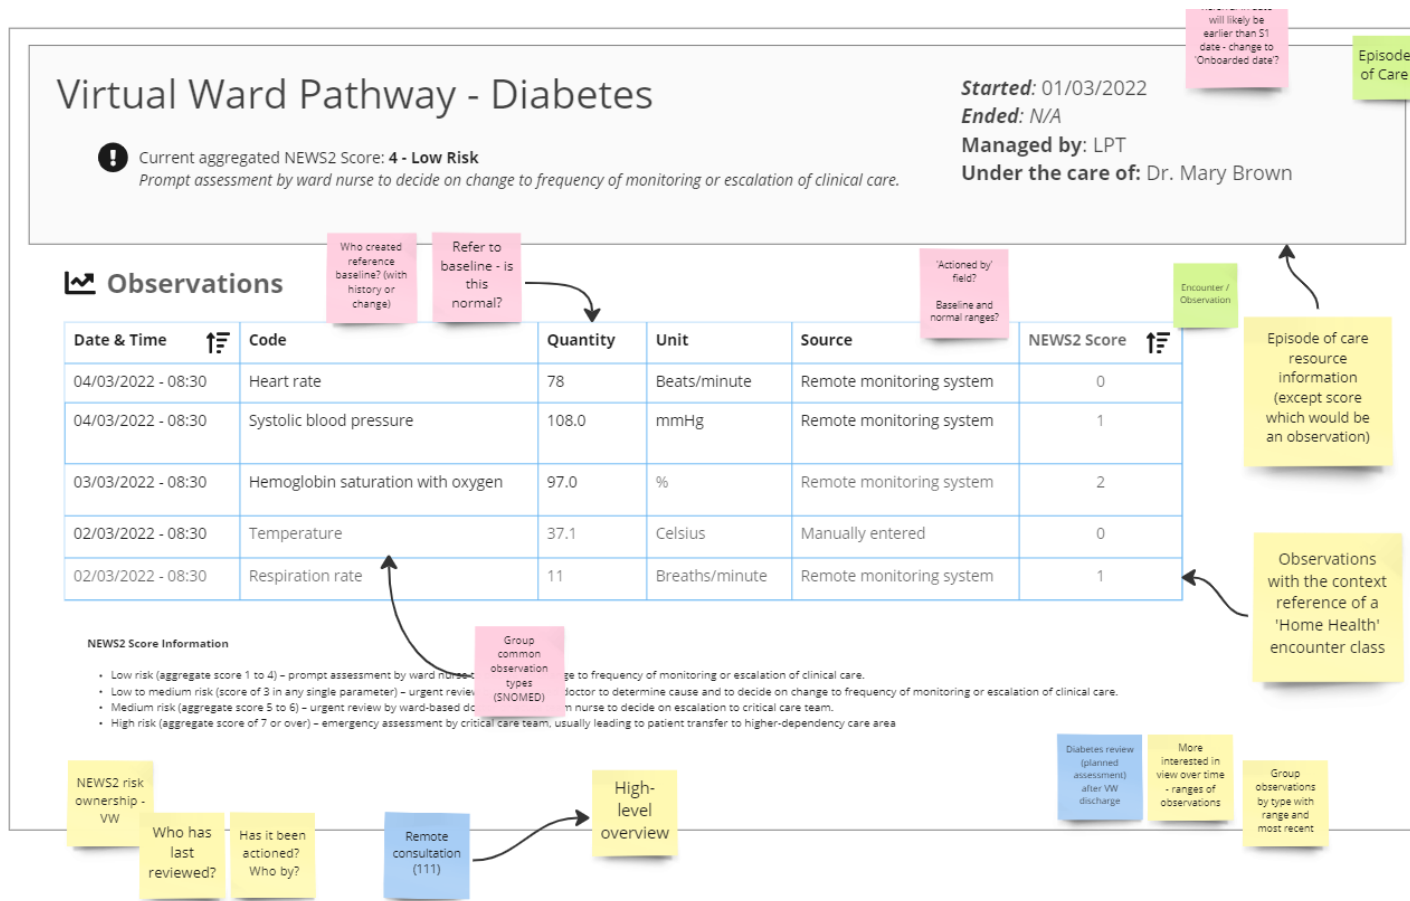 will likely be
earlier than S1
date - change to
'Onboarded date'?
Episode
of Care
Virtual Ward Pathway - Diabetes
Started: 01/03/2022
Ended: N/A
Managed by: LPT
Under the care of: Dr. Mary Brown
Current aggregated NEWS2 Score: 4 - Low Risk
Prompt assessment by ward nurse to decide on change to frequency of monitoring or escalation of clinical care.
Who created
reference
baseline? (with
history or
change)
Refer to
baseline - is
this
normal?
'Actioned by'
field?
Baseline and
normal ranges?
Encounter /
Observation
Observations
Date & Time Code Quantity Unit Source NEWS2 Score
04/03/2022 - 08:30 Heart rate 78 Beats/minute Remote monitoring system 0
04/03/2022 - 08:30 Systolic blood pressure 108.0 mmHg Remote monitoring system 1
03/03/2022 - 08:30 Hemoglobin saturation with oxygen 97.0 % Remote monitoring system 2
02/03/2022 - 08:30 Temperature 37.1 Celsius Manually entered 0
02/03/2022 - 08:30 Respiration rate 11 Breaths/minute Remote monitoring system 1
Episode of care
resource
information
(except score
which would be
an observation)
Observations
with the context
reference of a
'Home Health'
encounter class
NEWS2 Score Information
Group
common
observation
types
(SNOMED)
• Low risk (aggregate score 1 to 4) – prompt assessment by ward nurse ge to frequency of monitoring or escalation of clinical care.
• Low to medium risk (score of 3 in any single parameter) – urgent review doctor to determine cause and to decide on change to frequency of monitoring or escalation of clinical care.
• Medium risk (aggregate score 5 to 6) – urgent review by ward-based nurse to decide on escalation to critical care team.
• High risk (aggregate score of 7 or over) – emergency assessment by critical care team, usually leading to patient transfer to higher-dependency care area
NEWS2 risk
ownership -
VW
Who has
last
reviewed?
Has it been
actioned?
Who by?
Remote
consultation
(111)
High-
level
overview
Diabetes review
(planned
assessment)
after VW
discharge
More
interested in
view over time
- ranges of
observations
Group
observations
by type with
range and
most recent